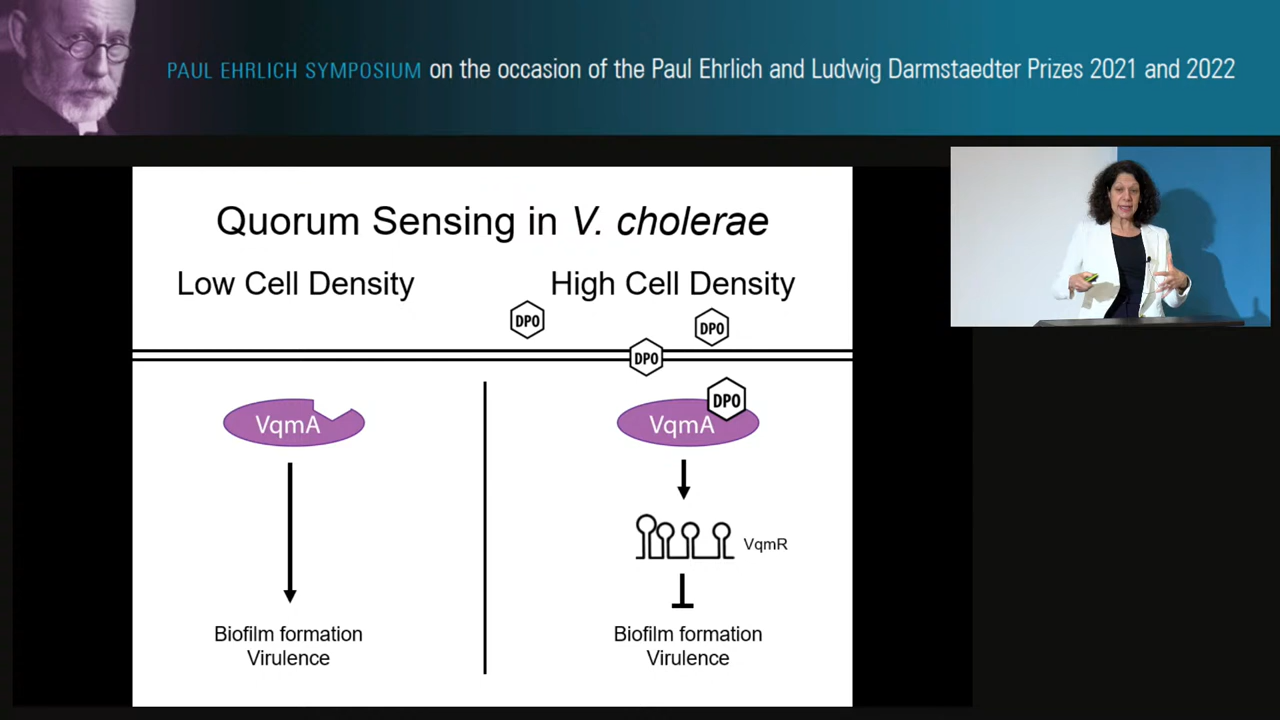 PAUL EHRLICH SYMPOSIUM on the occasion of the Paul Ehrlich and Ludwig Darmstaedter Prizes 2021 and 2022
Quorum Sensing in V. cholerae
Low Cell Density
High Cell Density
DPO
DPO
DPO
DPO
VqmA
VqmA
VqmR
Biofilm formation
Virulence
Biofilm formation
Virulence